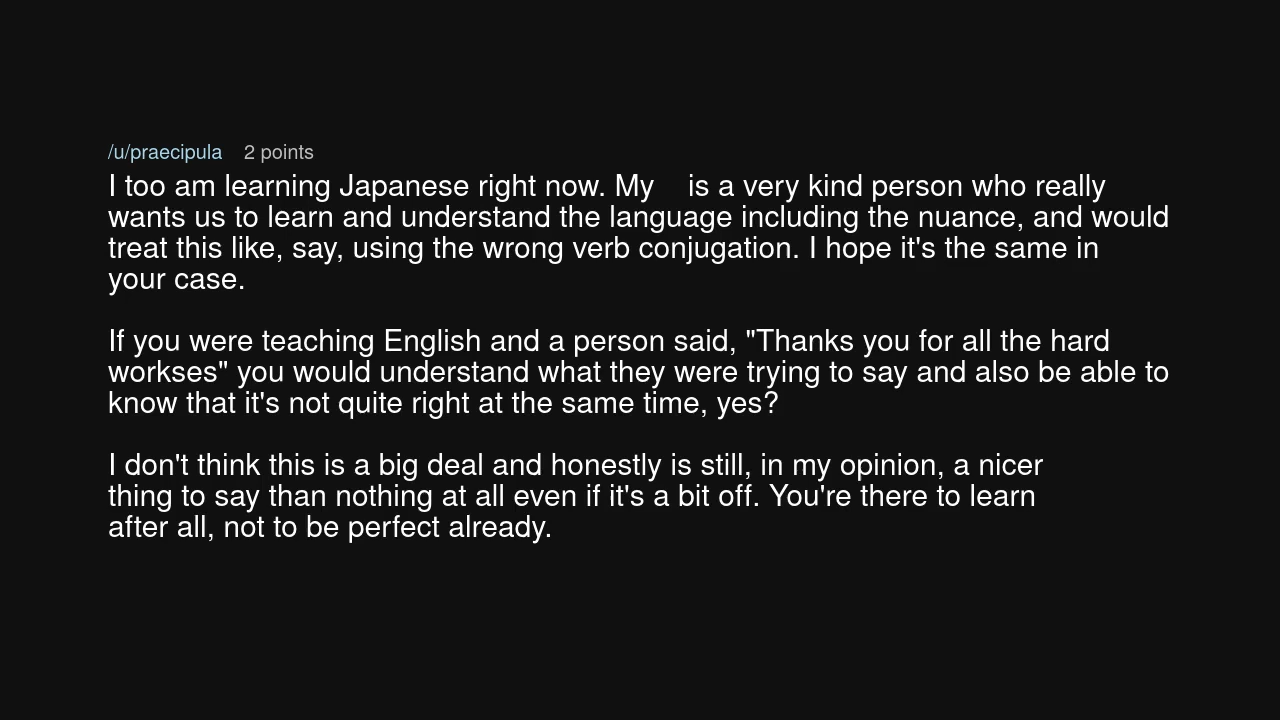 /u/praecipula 2 points
I too am learning Japanese right now. My is a very kind person who really
wants us to learn and understand the language including the nuance, and would
treat this like, say, using the wrong verb conjugation. I hope it's the same in
your case.
If you were teaching English and a person said, "Thanks you for all the hard
workses" you would understand what they were trying to say and also be able to
know that it's not quite right at the same time, yes?
I don't think this is a big deal and honestly is still, in my opinion, a nicer
thing to say than nothing at all even if it's a bit off. You're there to learn
after all, not to be perfect already.